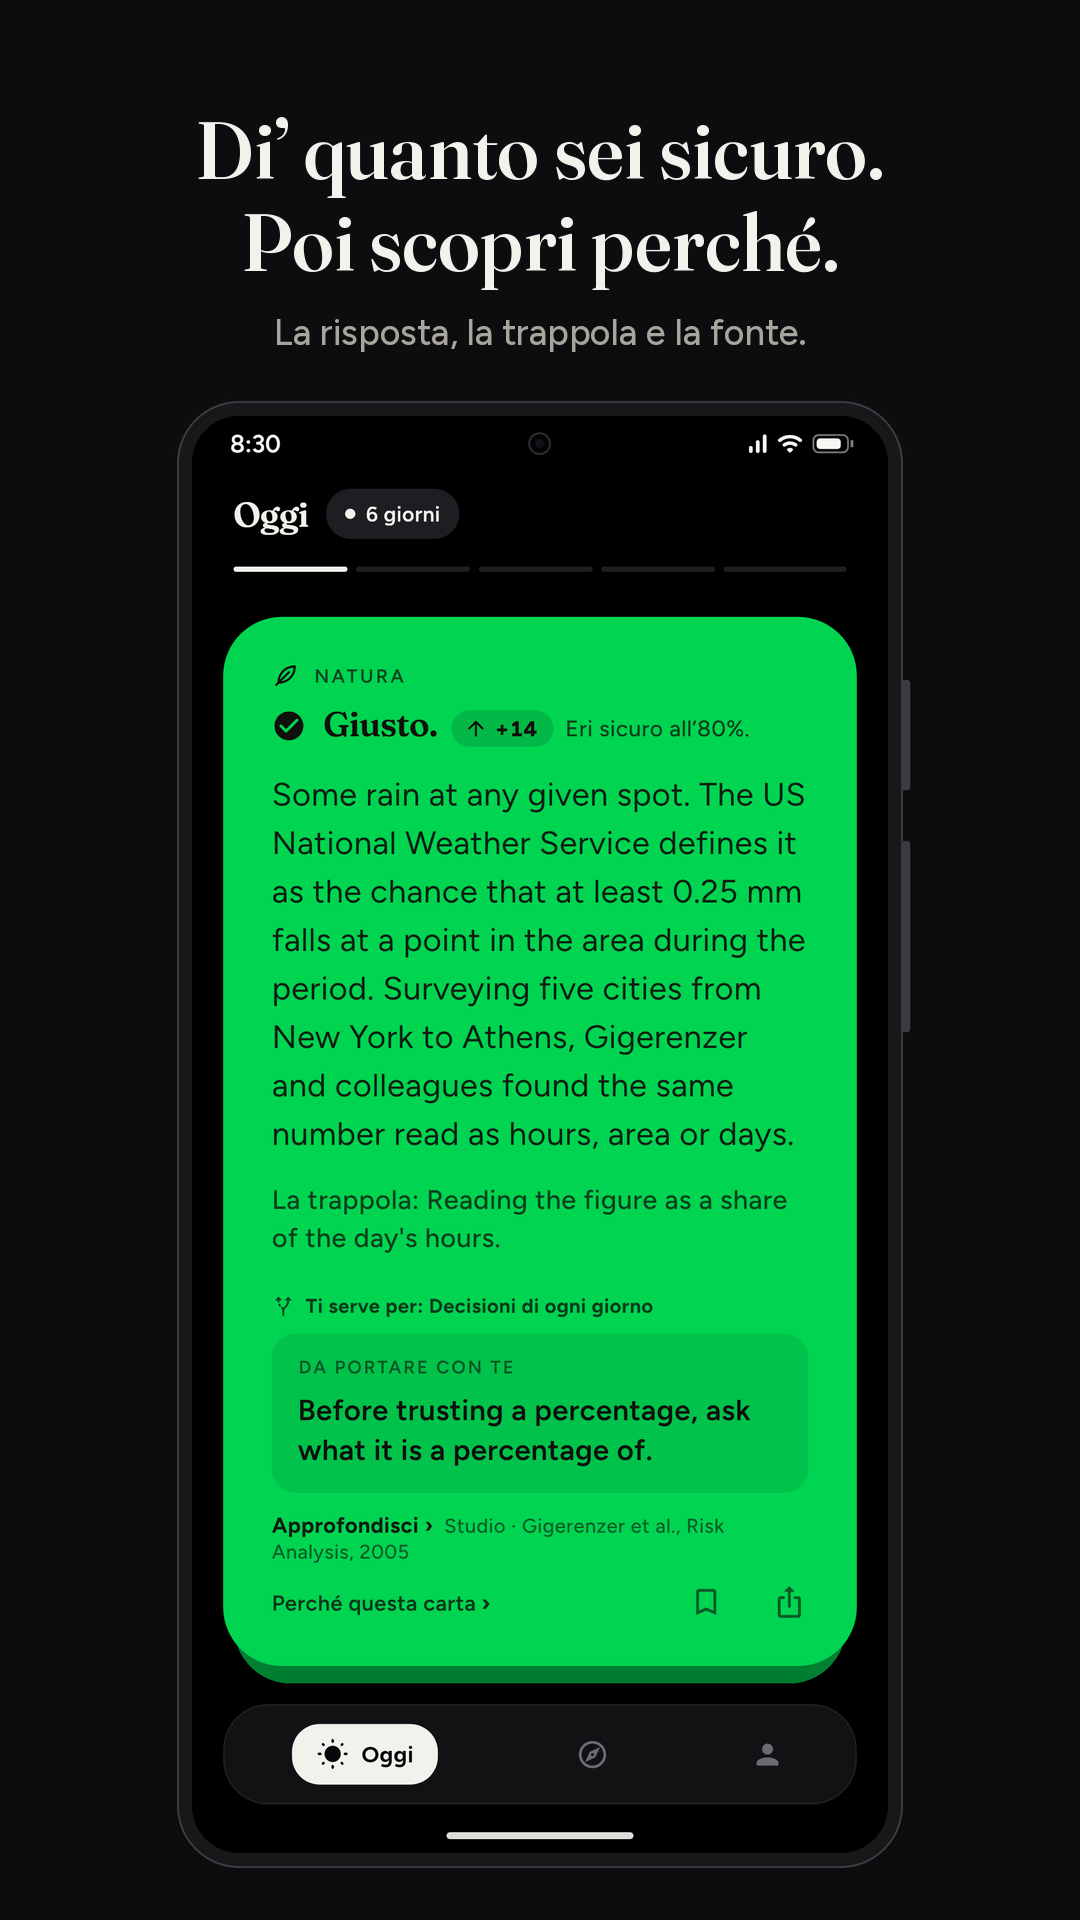 Di’ quanto sei sicuro.
Poi scopri perché.
La risposta, la trappola e la fonte.
8:30
Oggi
6 giorni
NATURA
Giusto.
+14
Eri sicuro all’80%.
Some rain at any given spot. The US
National Weather Service defines it
as the chance that at least 0.25 mm
falls at a point in the area during the
period. Surveying five cities from
New York to Athens, Gigerenzer
and colleagues found the same
number read as hours, area or days.
La trappola: Reading the figure as a share
of the day's hours.
Ti serve per: Decisioni di ogni giorno
DA PORTARE CON TE
Before trusting a percentage, ask
what it is a percentage of.
Approfondisci › Studio · Gigerenzer et al., Risk
Analysis, 2005
Perché questa carta ›
Oggi